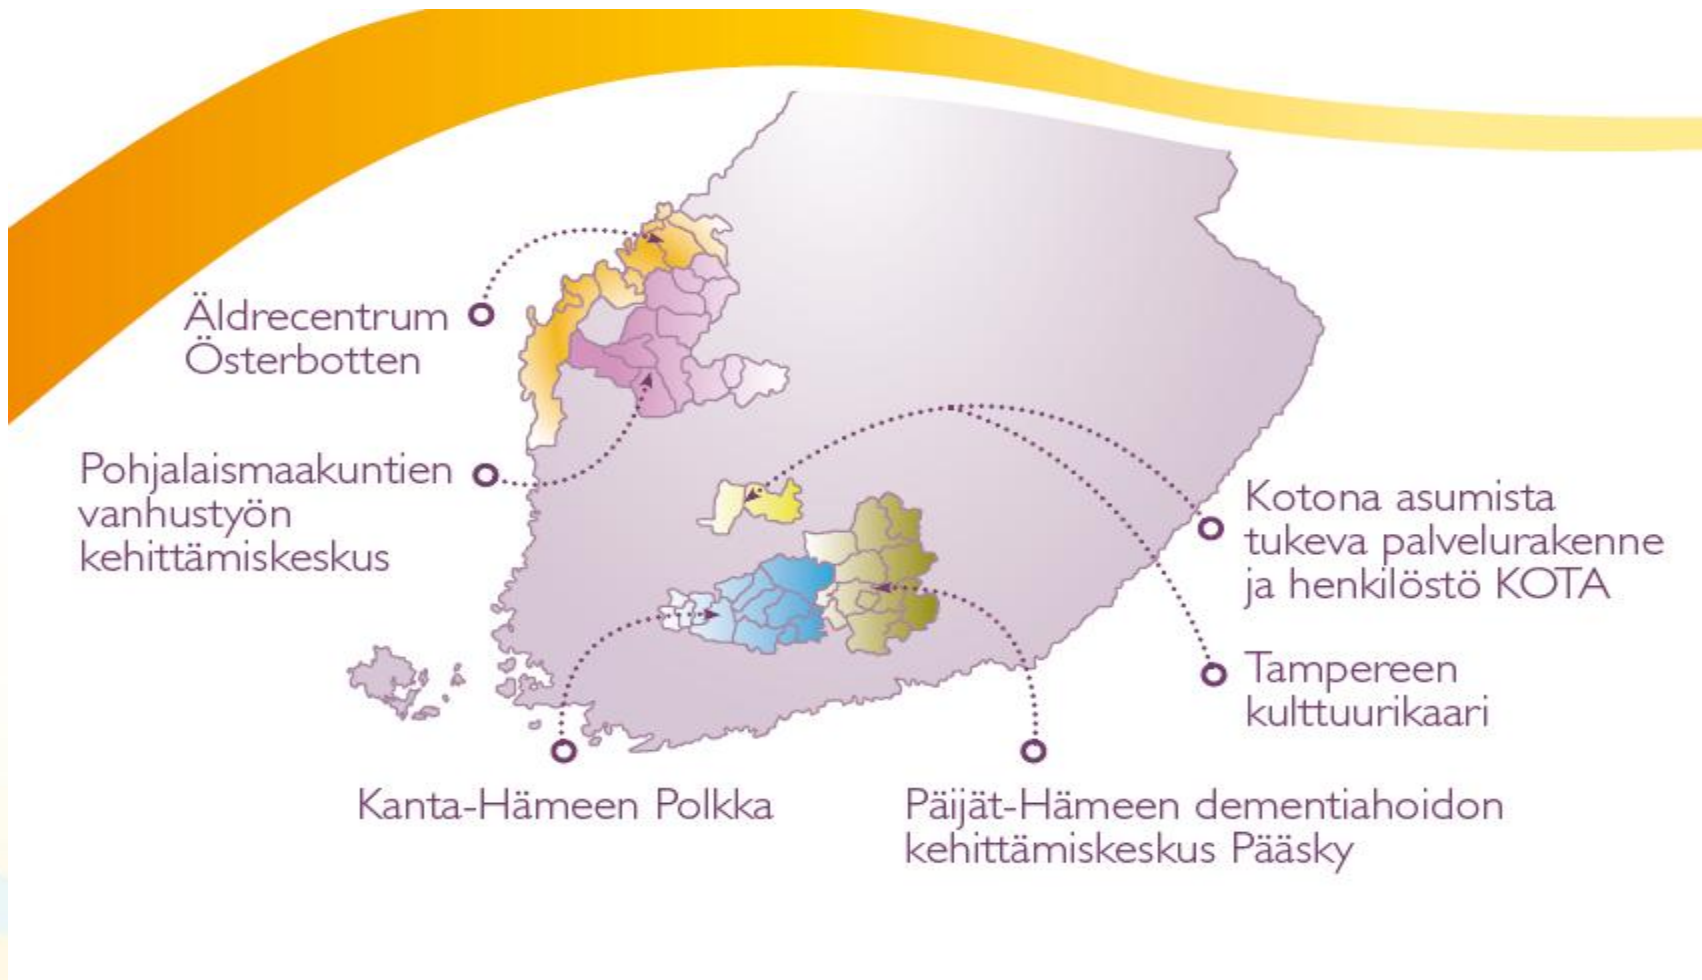 Äldrecentrum
Österbotten
Pohjalaismaakuntien
vanhustyön
kehittämiskeskus
Kotona asumista
tukeva palvelurakenne
ja henkilöstö KOTA
Tampereen
kulttuurikaari
Kanta-Hämeen Polkka
Päijät-Hämeen dementiahoidon
kehittämiskeskus Pääsky